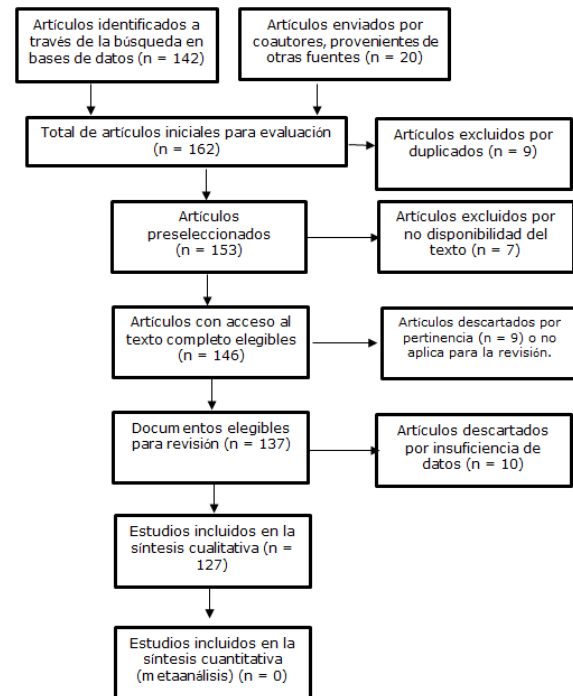 Artículos identificados a
través de la búsqueda en
bases de datos (n = 142)
Artículos enviados por
coautores, provenientes de
otras fuentes (n = 20)
Total de artículos iniciales para evaluación
(n = 162)
Artículos excluidos por
duplicados (n = 9)
Artículos
preseleccionados
(n = 153)
Artículos excluidos por
no disponibilidad del
texto (n = 7)
Artículos con acceso al
texto completo elegibles
(n = 146)
Artículos descartados por
pertinencia (n = 9) o no
aplica para la revisión.
Documentos elegibles
para revisión (n = 137)
Artículos descartados
por insuficiencia de
datos (n = 10)
Estudios incluidos en la
síntesis cualitativa (n =
127)
Estudios incluidos en la
síntesis cuantitativa
(metaanálisis) (n = 0)